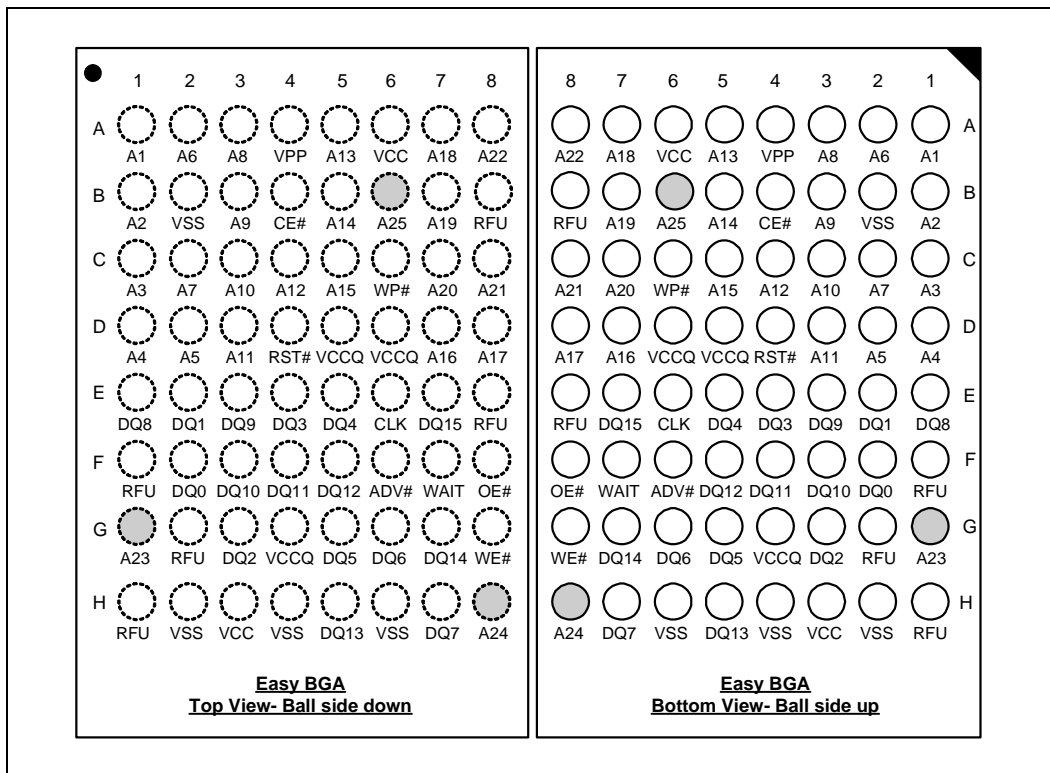 1 2 3 4 5 6 7 8
A
A1 A6 A8 VPP A13 VCC A18 A22
B
A2 VSS A9 CE# A14 A25 A19 RFU
C
A3 A7 A10 A12 A15 WP# A20 A21
D
A4 A5 A11 RST# VCCQ VCCQ A16 A17
E
DQ8 DQ1 DQ9 DQ3 DQ4 CLK DQ15 RFU
F
RFU DQ0 DQ10 DQ11 DQ12 ADV# WAIT OE#
G
A23 RFU DQ2 VCCQ DQ5 DQ6 DQ14 WE#
H
RFU VSS VCC VSS DQ13 VSS DQ7 A24
Easy BGA
Top View- Ball side down
8 7 6 5 4 3 2 1
A
A22 A18 VCC A13 VPP A8 A6 A1
B
RFU A19 A25 A14 CE# A9 VSS A2
C
A21 A20 WP# A15 A12 A10 A7 A3
D
A17 A16 VCCQ VCCQ RST# A11 A5 A4
E
RFU DQ15 CLK DQ4 DQ3 DQ9 DQ1 DQ8
F
OE# WAIT ADV# DQ12 DQ11 DQ10 DQ0 RFU
G
WE# DQ14 DQ6 DQ5 VCCQ DQ2 RFU A23
H
A24 DQ7 VSS DQ13 VSS VCC VSS RFU
Easy BGA
Bottom View- Ball side up